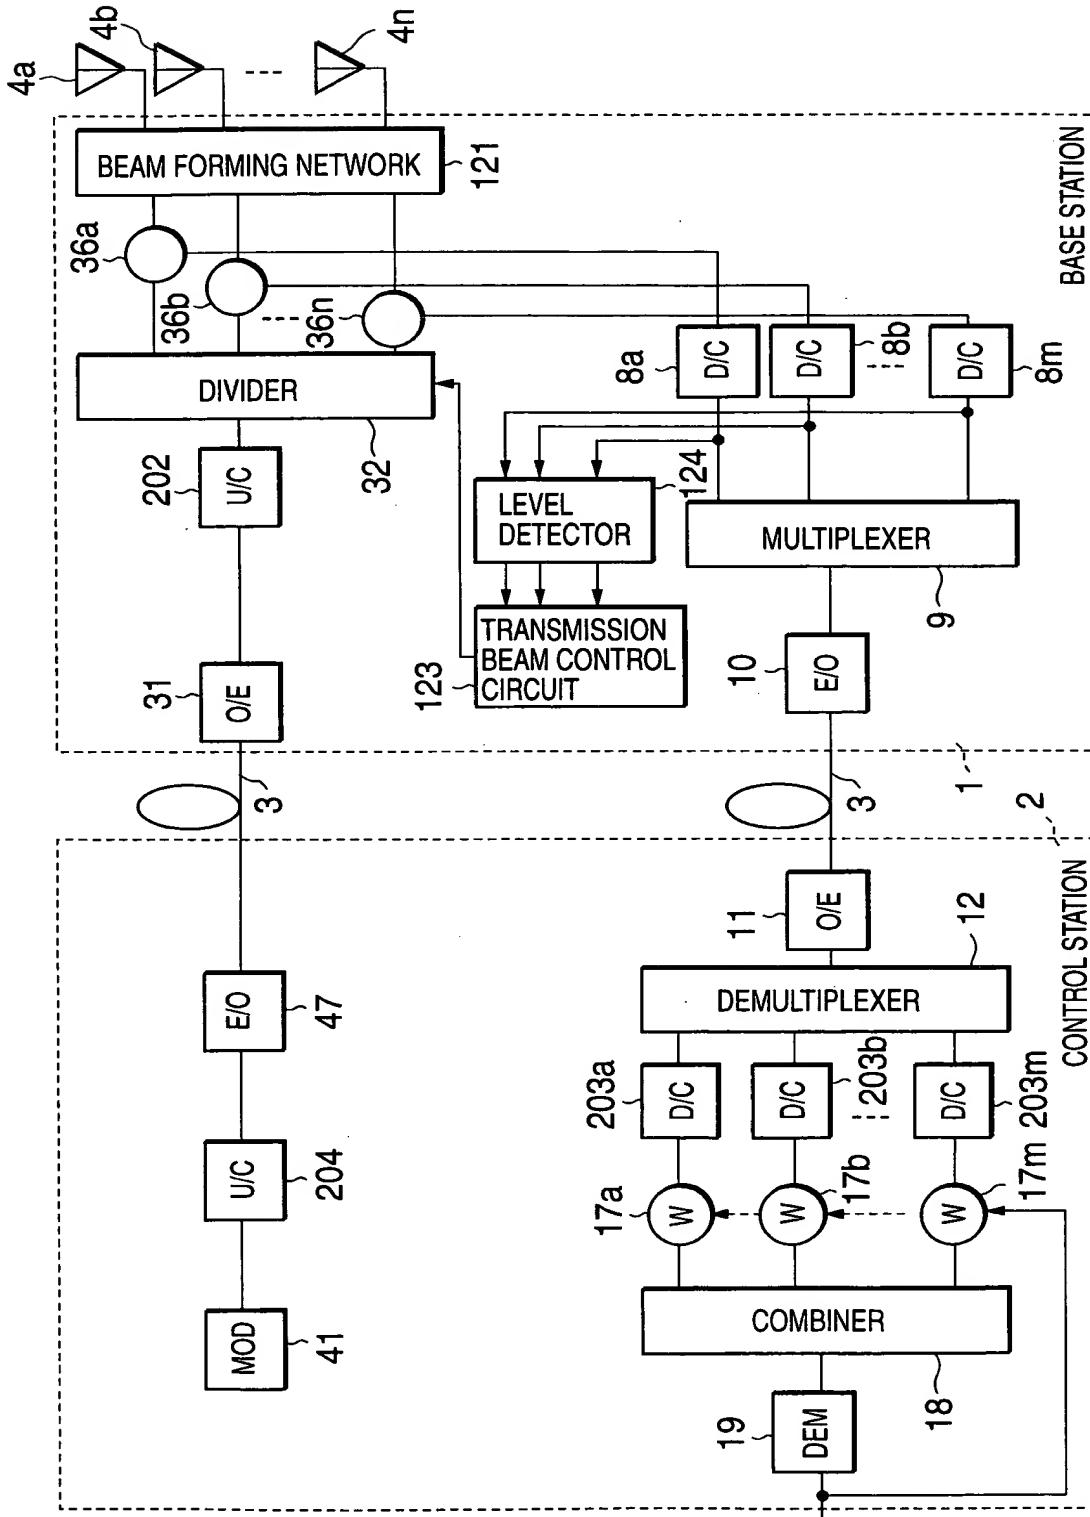 4a
4b
4n
BEAM FORMING NETWORK
121
36a
36b
36n
DIVIDER
32
202
U/C
31
O/E
3
E/O
47
U/C
204
MOD
41
8a
D/C
D/C
8b
D/C
8m
LEVEL
DETECTOR
124
TRANSMISSION
BEAM CONTROL
CIRCUIT
123
MULTIPLEXER
9
10
E/O
BASE STATION
1
3
2
CONTROL STATION
11
O/E
12
DEMULTIPLEXER
203a
D/C
D/C
203b
D/C
203m
17a
W
W
17b
W
17m
COMBINER
18
19
DEM